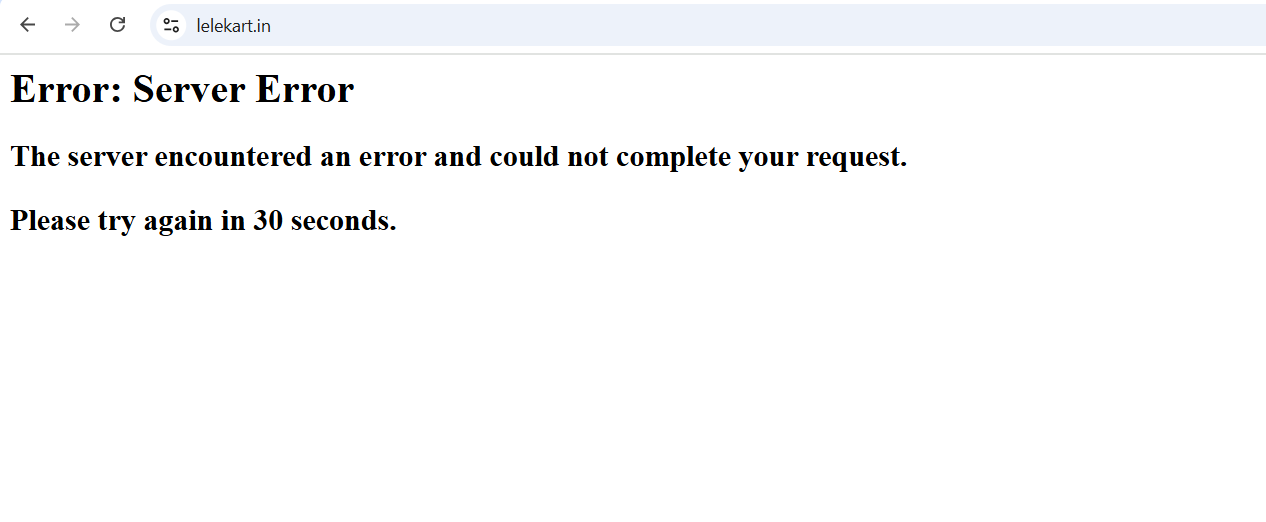 lelekart.in
Error: Server Error
The server encountered an error and could not complete your request.
Please try again in 30 seconds.